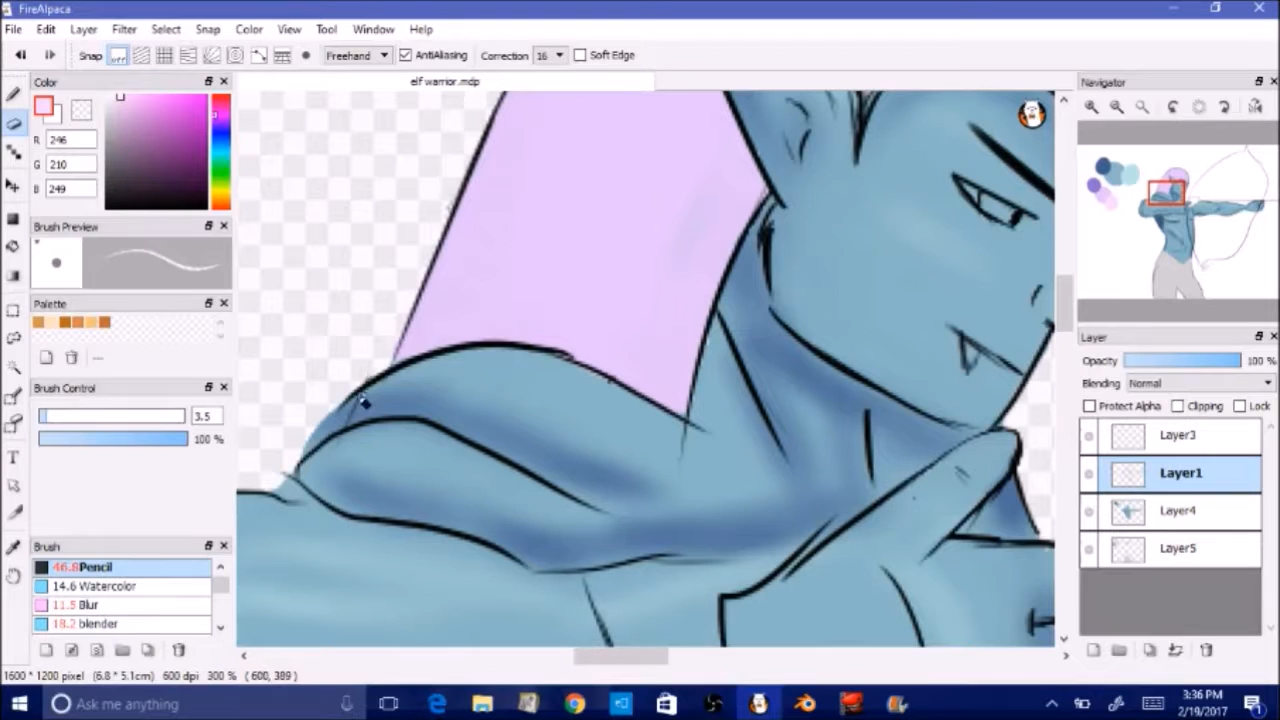 FireAlpaca
File Edit Layer Filter Select Snap Color View Tool Window Help
Snap off Freehand AntiAliasing Correction 16 Soft Edge
Color
elf warrior.mdp
Navigator
R 246
G 210
B 249
Brush Preview
Palette
Brush Control
3.5
100 %
Layer
Opacity 100 %
Blending Normal
Protect Alpha Clipping Lock
Layer3
Layer1
Layer4
Layer5
Brush
46.8 Pencil
14.6 Watercolor
11.5 Blur
18.2 blender
1600 * 1200 pixel (6.8 * 5.1cm) 600 dpi 300 % ( 600, 389 )
Ask me anything
3:36 PM
2/19/2017
1